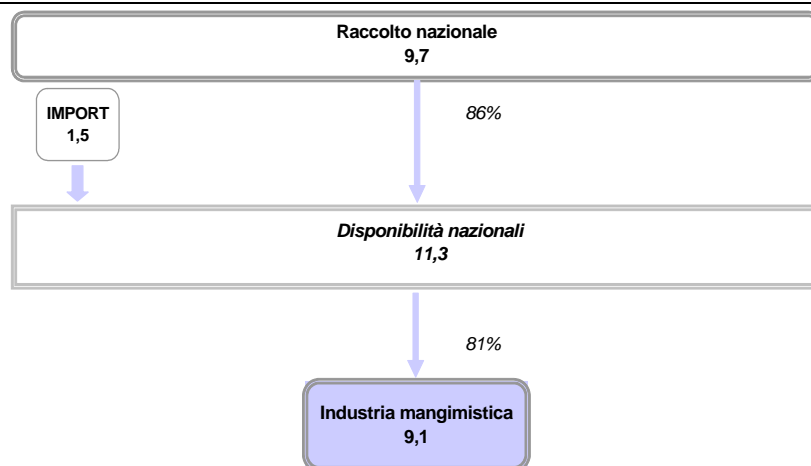 Raccolto nazionale
9,7
IMPORT
1,5
86%
Disponibilità nazionali
11,3
81%
Industria mangimistica
9,1